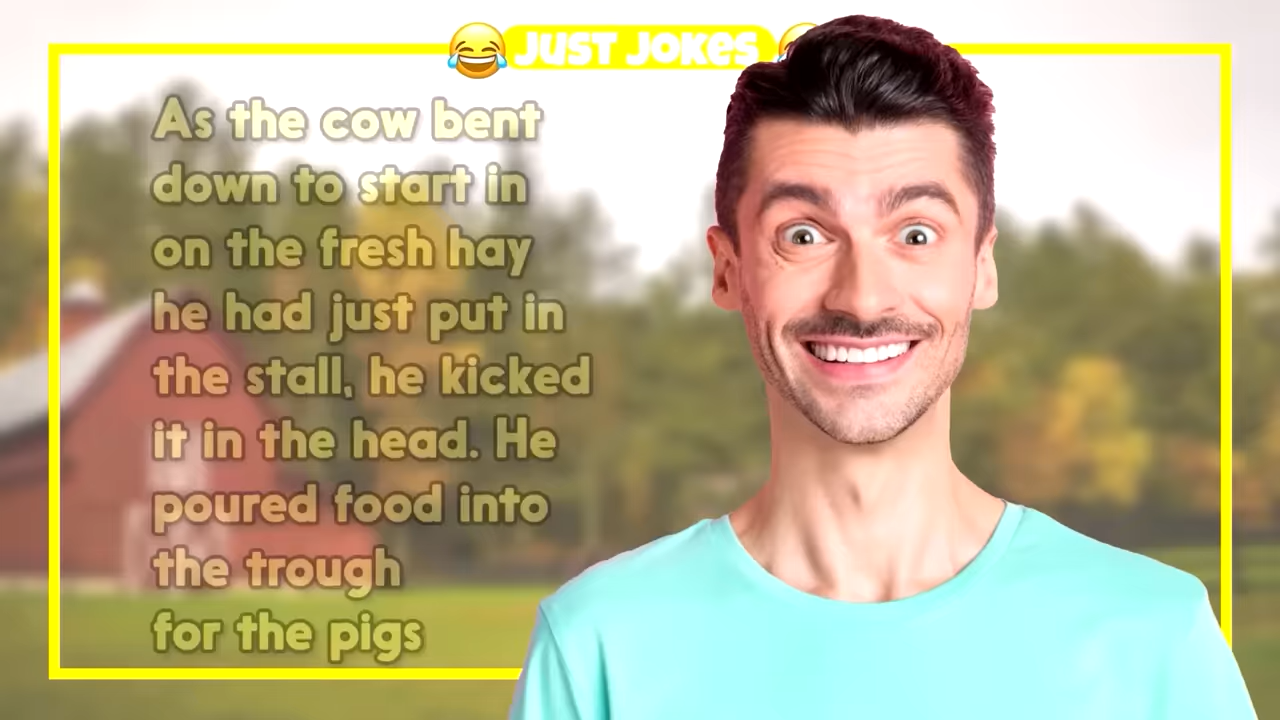 JUST JOKES
As the cow bent
down to start in
on the fresh hay
he had just put in
the stall, he kicked
it in the head. He
poured food into
the trough
for the pigs